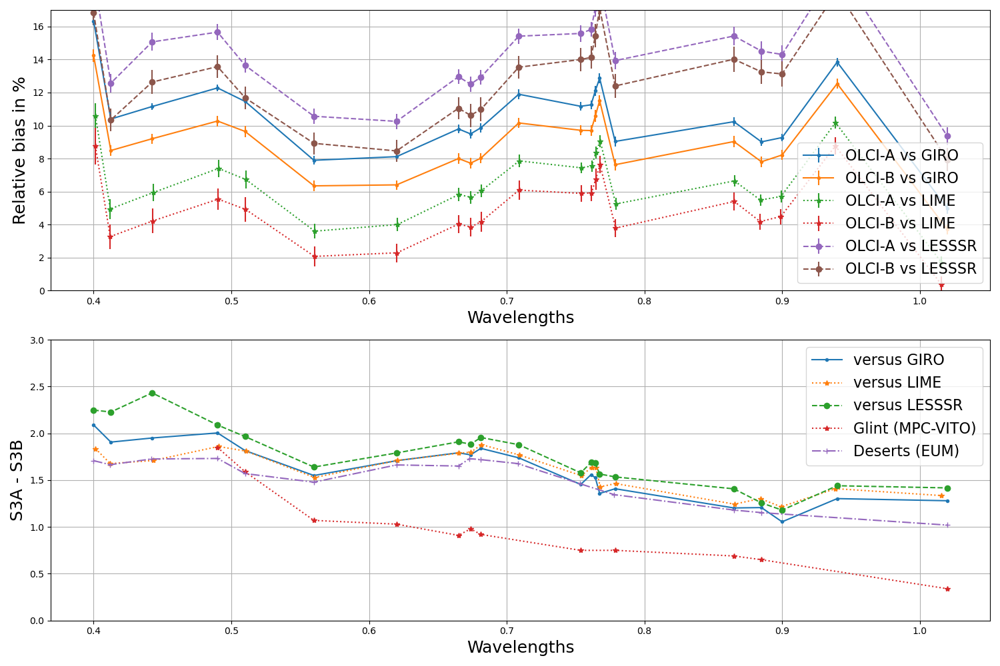 Relative bias in %
16
14
12
10
8
6
4
2
0
0.4 0.5 0.6 0.7 0.8 0.9 1.0
Wavelengths
OLCI-A vs GIRO
OLCI-B vs GIRO
OLCI-A vs LIME
OLCI-B vs LIME
OLCI-A vs LESSSR
OLCI-B vs LESSSR
S3A - S3B
3.0
2.5
2.0
1.5
1.0
0.5
0.0
0.4 0.5 0.6 0.7 0.8 0.9 1.0
Wavelengths
versus GIRO
versus LIME
versus LESSSR
Glint (MPC-VITO)
Deserts (EUM)